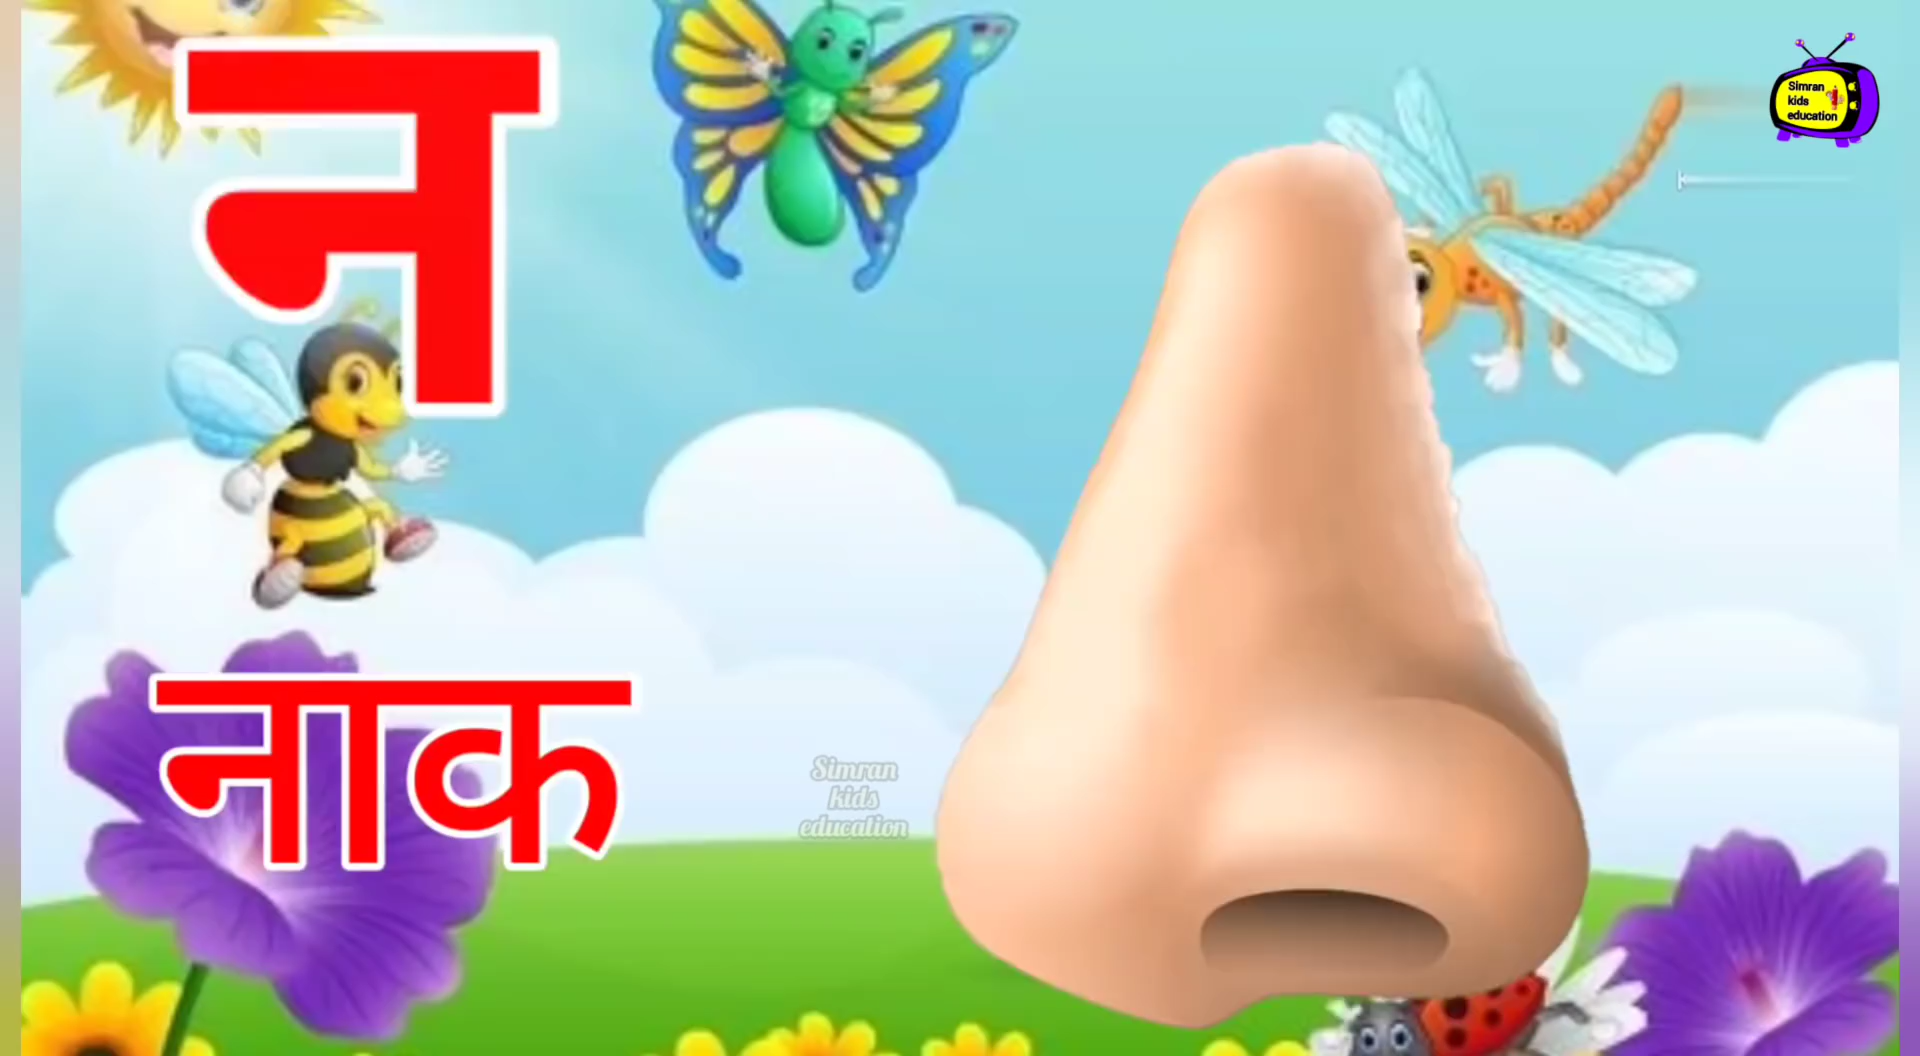 न
Simran
kids
education
नाक
Simran
kids
education